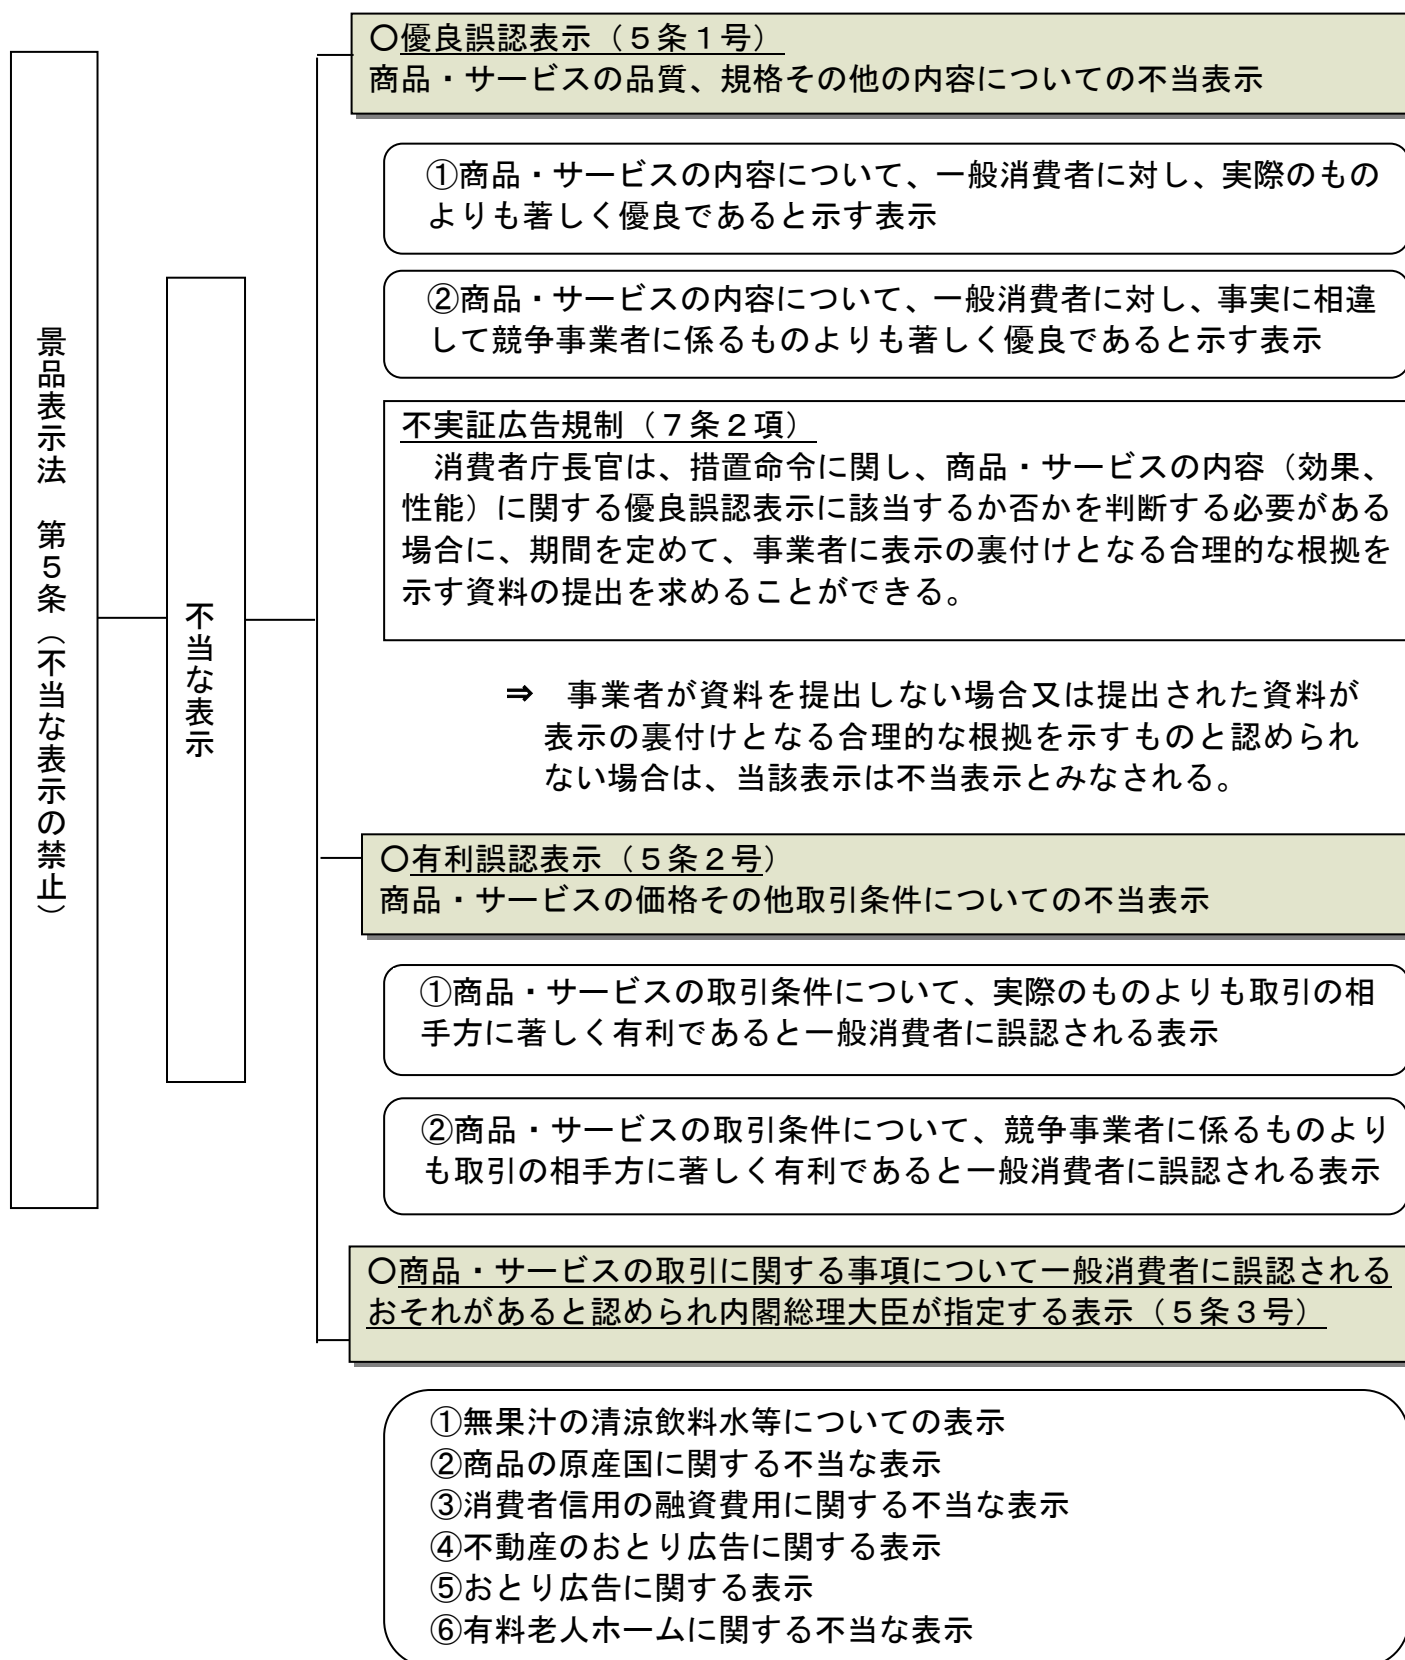 景品表示法　第５条（不当な表示の禁止）
不当な表示
○優良誤認表示（５条１号）
商品・サービスの品質、規格その他の内容についての不当表示
①商品・サービスの内容について、一般消費者に対し、実際のもの
よりも著しく優良であると示す表示
②商品・サービスの内容について、一般消費者に対し、事実に相違
して競争事業者に係るものよりも著しく優良であると示す表示
不実証広告規制（７条２項）
消費者庁長官は、措置命令に関し、商品・サービスの内容（効果、
性能）に関する優良誤認表示に該当するか否かを判断する必要がある
場合に、期間を定めて、事業者に表示の裏付けとなる合理的な根拠を
示す資料の提出を求めることができる。
⇒　事業者が資料を提出しない場合又は提出された資料が
表示の裏付けとなる合理的な根拠を示すものと認められ
ない場合は、当該表示は不当表示とみなされる。
○有利誤認表示（５条２号）
商品・サービスの価格その他取引条件についての不当表示
①商品・サービスの取引条件について、実際のものよりも取引の相
手方に著しく有利であると一般消費者に誤認される表示
②商品・サービスの取引条件について、競争事業者に係るものより
も取引の相手方に著しく有利であると一般消費者に誤認される表示
○商品・サービスの取引に関する事項について一般消費者に誤認される
おそれがあると認められ内閣総理大臣が指定する表示（５条３号）
①無果汁の清涼飲料水等についての表示
②商品の原産国に関する不当な表示
③消費者信用の融資費用に関する不当な表示
④不動産のおとり広告に関する表示
⑤おとり広告に関する表示
⑥有料老人ホームに関する不当な表示